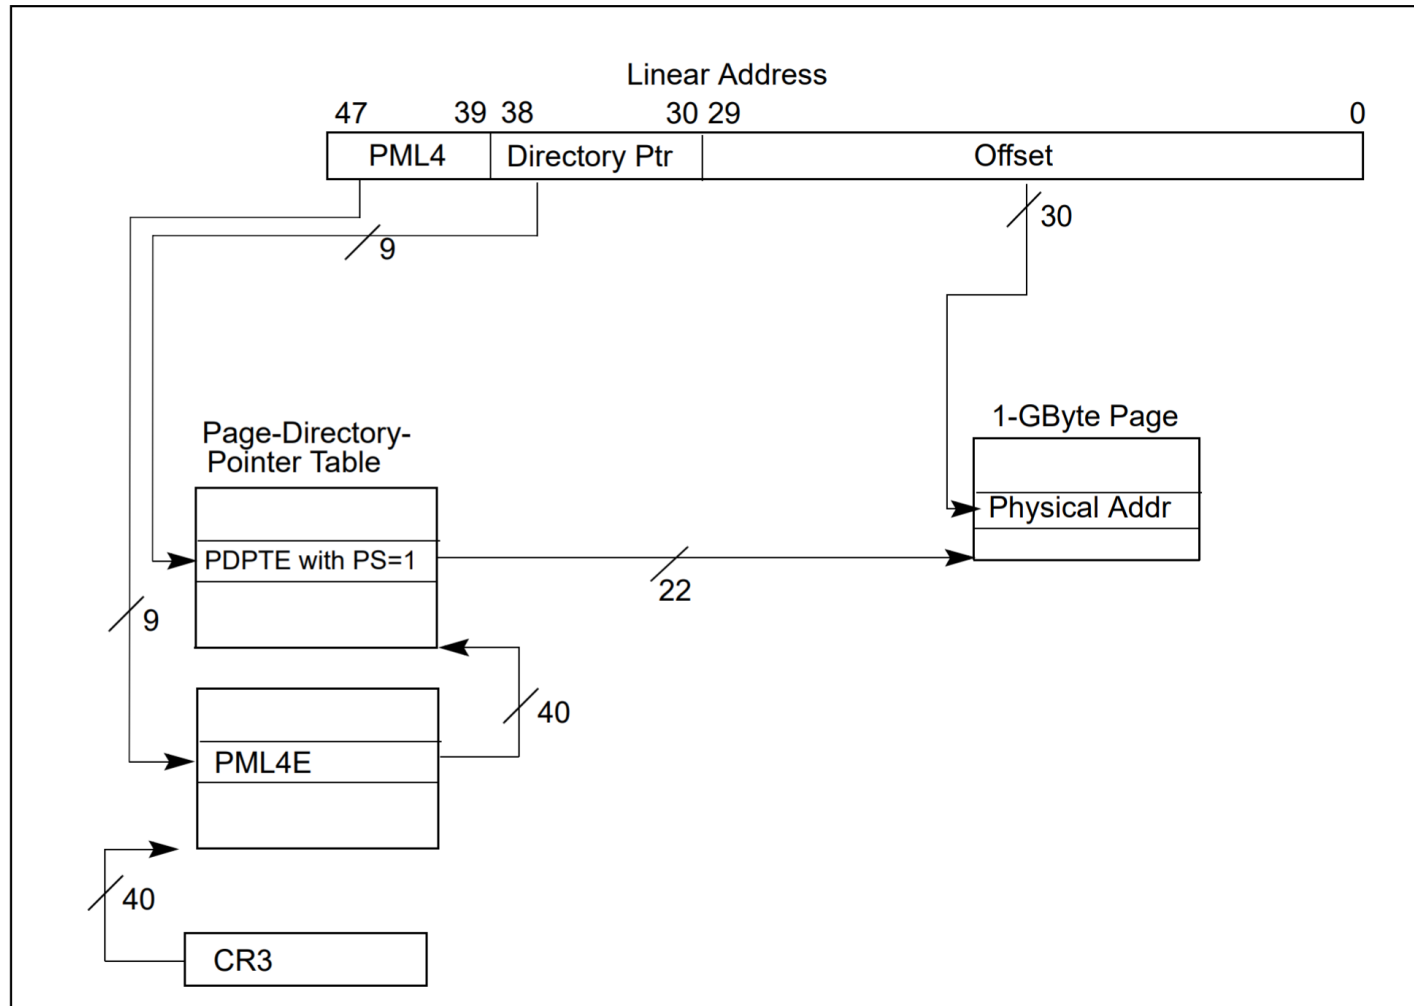 Linear Address
47 39 38 30 29 0
PML4 Directory Ptr Offset
9
30
Page-Directory-
Pointer Table
PDPTE with PS=1
22
1-GByte Page
Physical Addr
9
40
PML4E
40
CR3